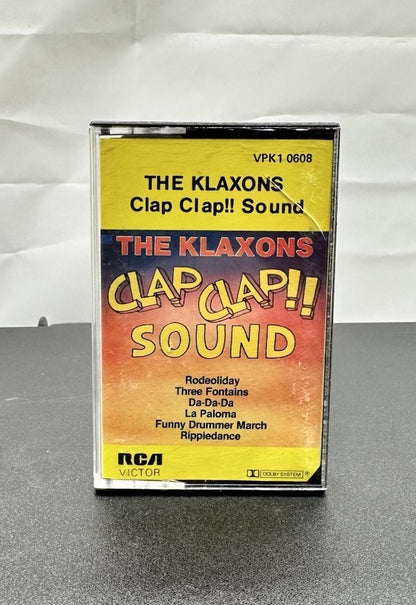 VPK1 0608
THE KLAXONS
Clap Clap!! Sound
THE KLAXONS
CLAP CLAP!!
SOUND
Rodeoliday
Three Fontains
Da-Da-Da
La Paloma
Funny Drummer March
Rippiedance
RCA
VICTOR
DOLBY SYSTEM ®